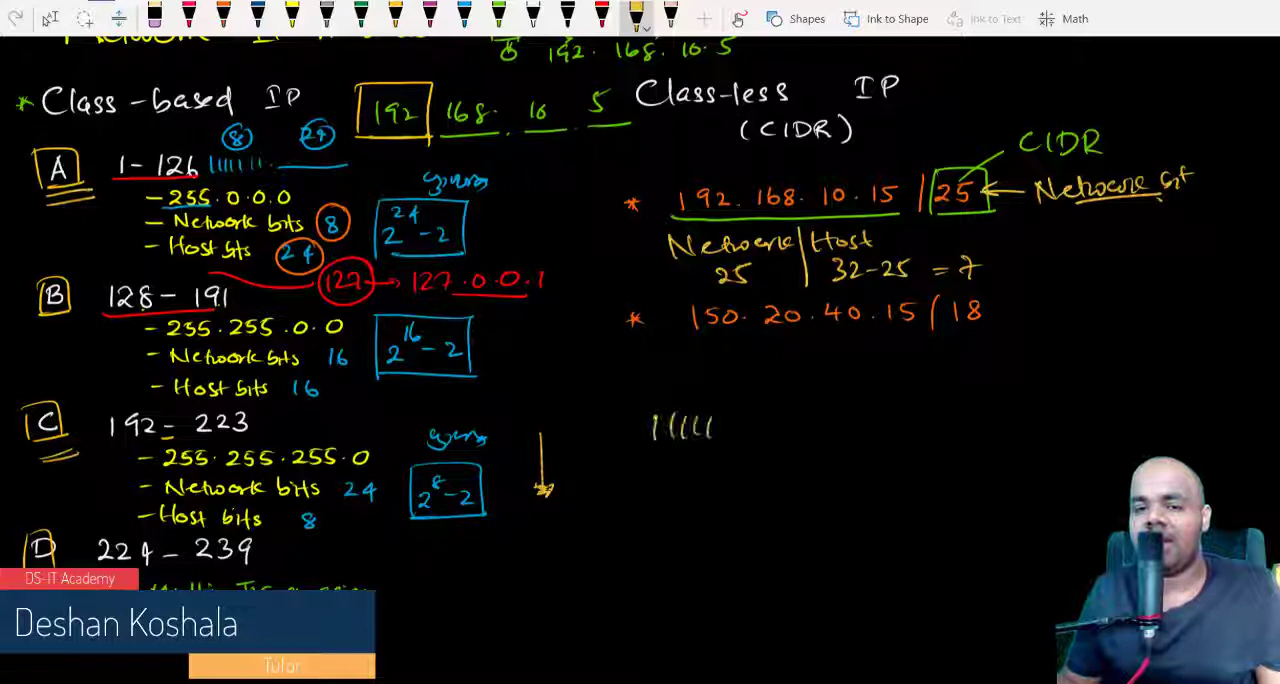 Shapes
Ink to Shape
Ink to Text
Math
192.168.10.5
* Class-based IP
192 168. 10 5
8 24
A 1-126
- 255.0.0.0
- Network bits 8
- Host bits 24
2^24 -2
127 → 127.0.0.1
B 128 - 191
- 255.255.0.0
- Network bits 16
- Host bits 16
2^16 -2
C 192 - 223
- 255.255.255.0
- Network bits 24
- Host bits 8
2^8 -2
D 224 - 239
Class-less IP
(CIDR)
CIDR
* 192.168.10.15 / 25 ← Network bit
Network | Host
25 32-25 = 7
* 150.20.40.15 / 18
DS-IT Academy
Deshan Koshala
Tutor